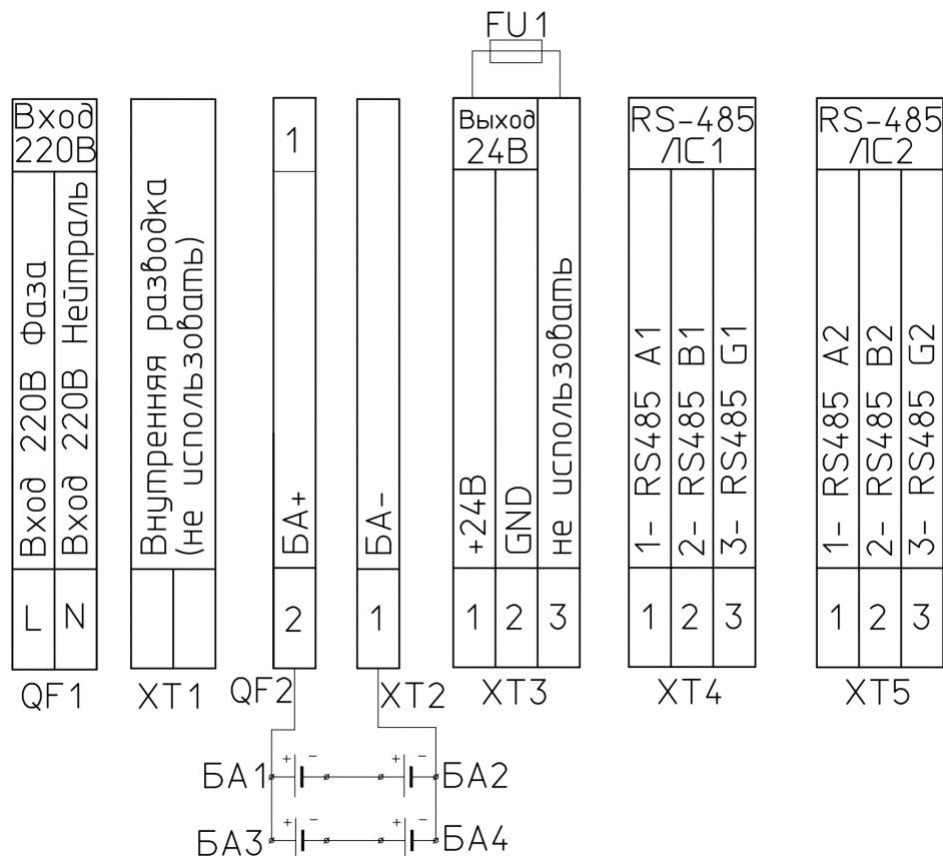 FU1
Вход
220В
Вход 220В Фаза
Вход 220В Нейтраль
L
N
QF1
Внутренняя разводка
(не использовать)
XT1
1
БА+
2
QF2
БА-
1
XT2
Выход
24В
+24В
GND
не использовать
1
2
3
XT3
RS-485
ЛС1
1- RS485 A1
2- RS485 B1
3- RS485 G1
1
2
3
XT4
RS-485
ЛС2
1- RS485 A2
2- RS485 B2
3- RS485 G2
1
2
3
XT5
БА1
+
-
+
-
БА2
БА3
+
-
+
-
БА4